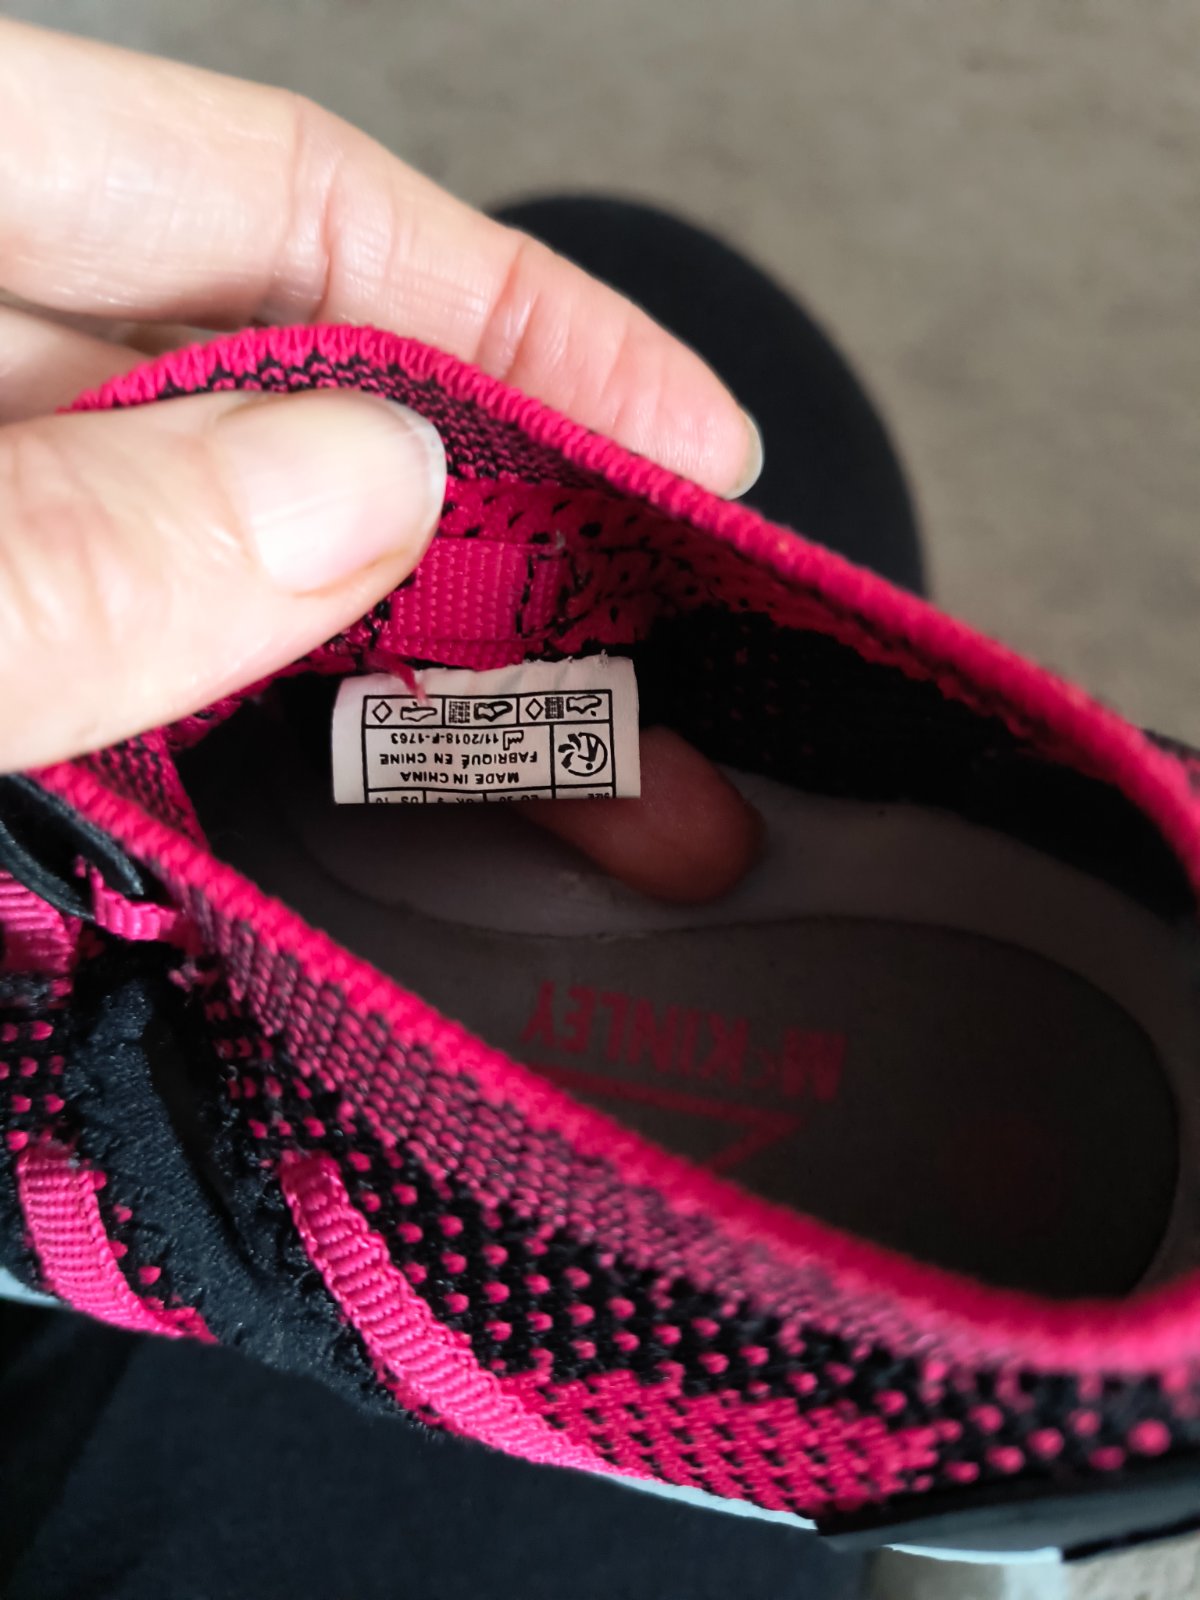 MADE IN CHINA
FABRIQUÉ EN CHINE
11/2018-F-1763
McKINLEY